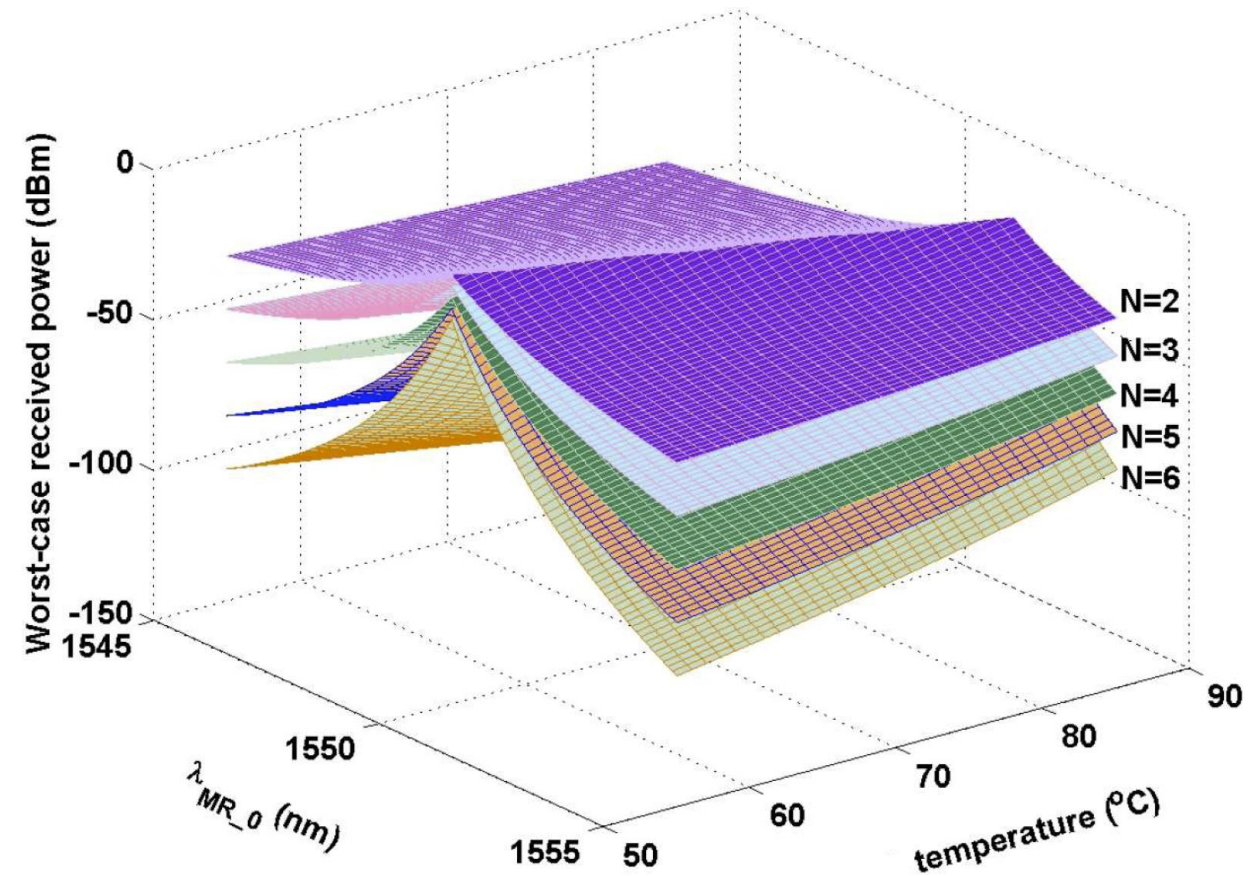 Worst-case received power (dBm)
0
-50
-100
-150
1545
1550
1555
λMR_0 (nm)
50
60
70
80
90
temperature (oC)
N=2
N=3
N=4
N=5
N=6